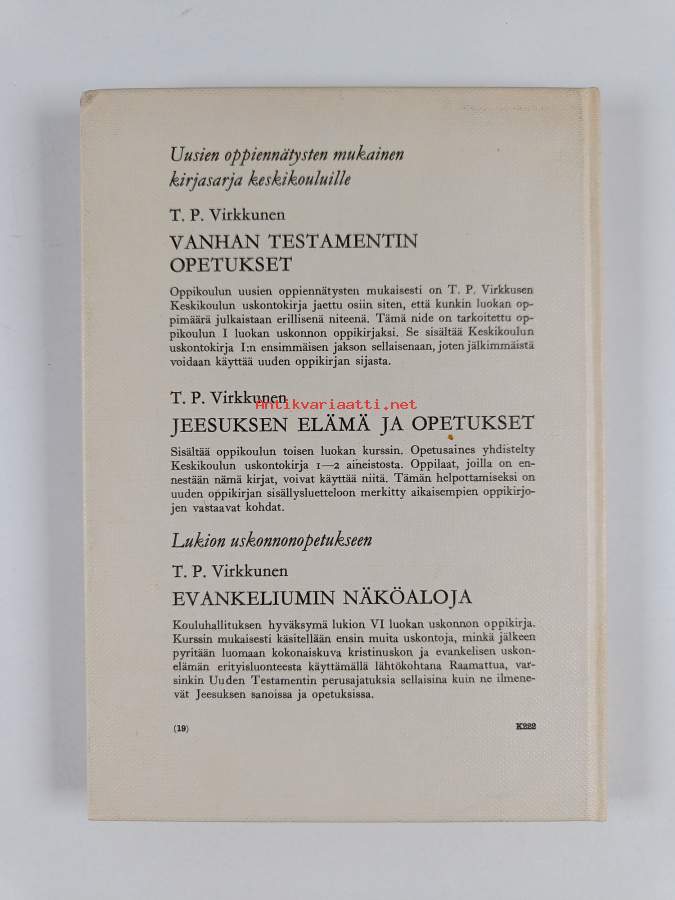 Uusien oppiennätysten mukainen
kirjasarja keskikouluille
T. P. Virkkunen
VANHAN TESTAMENTIN
OPETUKSET
Oppikoulun uusien oppiennätysten mukaisesti on T. P. Virkkusen
Keskikoulun uskontokirja jaettu osiin siten, että kunkin luokan op-
pimäärä julkaistaan erillisenä niteenä. Tämä nide on tarkoitettu op-
pikoulun I luokan uskonnon oppikirjaksi. Se sisältää Keskikoulun
uskontokirja I:n ensimmäisen jakson sellaisenaan, joten jälkimmäistä
voidaan käyttää uuden oppikirjan sijasta.
T. P. Virkkunen
Antikvariaatti.net
JEESUKSEN ELÄMÄ JA OPETUKSET
Sisältää oppikoulun toisen luokan kurssin. Opetusaines yhdistelty
Keskikoulun uskontokirja 1—2 aineistosta. Oppilaat, joilla on en-
nestään nämä kirjat, voivat käyttää niitä. Tämän helpottamiseksi on
uuden oppikirjan sisällysluetteloon merkitty aikaisempien oppikirjo-
jen vastaavat kohdat.
Lukion uskonnonopetukseen
T. P. Virkkunen
EVANKELIUMIN NÄKÖALOJA
Kouluhallituksen hyväksymä lukion VI luokan uskonnon oppikirja.
Kurssin mukaisesti käsitellään ensin muita uskontoja, minkä jälkeen
pyritään luomaan kokonaiskuva kristinuskon ja evankelisen uskon-
elämän erityisluonteesta käyttämällä lähtökohtana Raamattua, var-
sinkin Uuden Testamentin perusajatuksia sellaisina kuin ne ilmene-
vät Jeesuksen sanoissa ja opetuksissa.
(19) K222